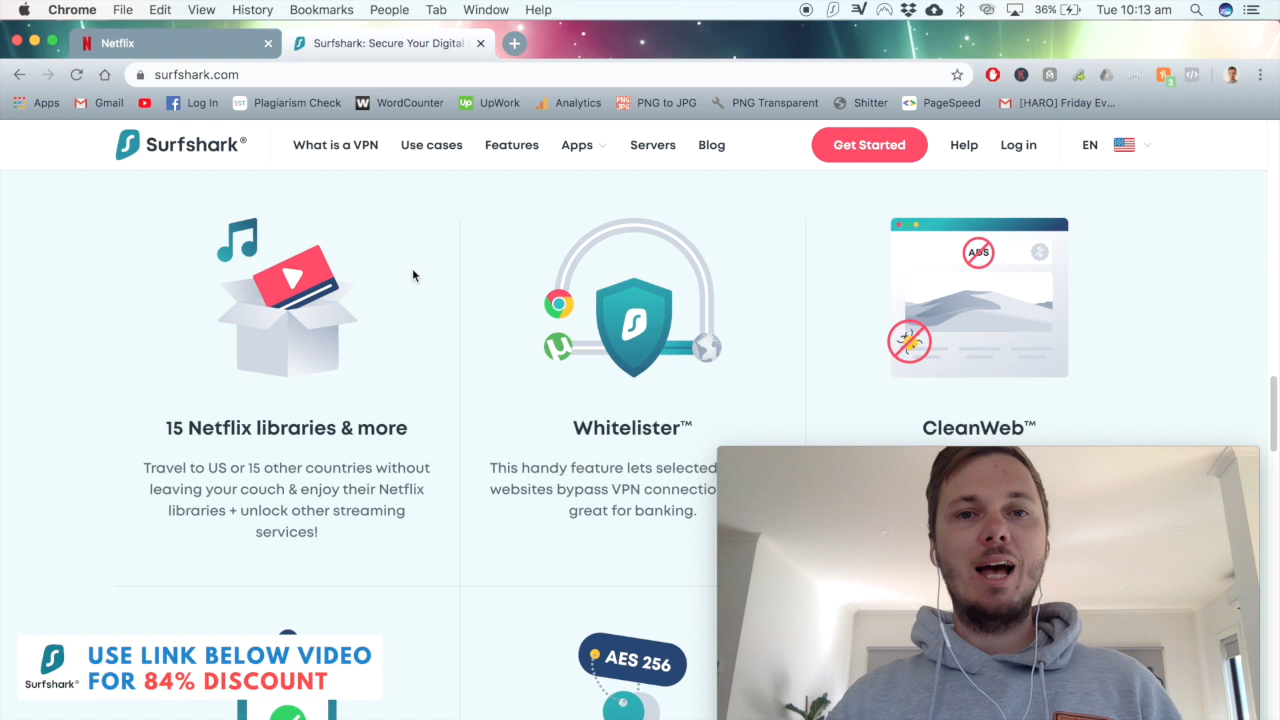 Chrome File Edit View History Bookmarks People Tab Window Help 36% Tue 10:13 am
Netflix
Surfshark: Secure Your Digital
surfshark.com
3
Apps Gmail Log In Plagiarism Check WordCounter UpWork Analytics PNG to JPG PNG Transparent Shitter PageSpeed [HARO] Friday Ev...
Surfshark® What is a VPN Use cases Features Apps Servers Blog Get Started Help Log in EN
ADS
15 Netflix libraries & more
Travel to US or 15 other countries without
leaving your couch & enjoy their Netflix
libraries + unlock other streaming
services!
Whitelister™
This handy feature lets selected
websites bypass VPN connectio
great for banking.
CleanWeb™
AES 256
Surfshark®
USE LINK BELOW VIDEO
FOR 84% DISCOUNT